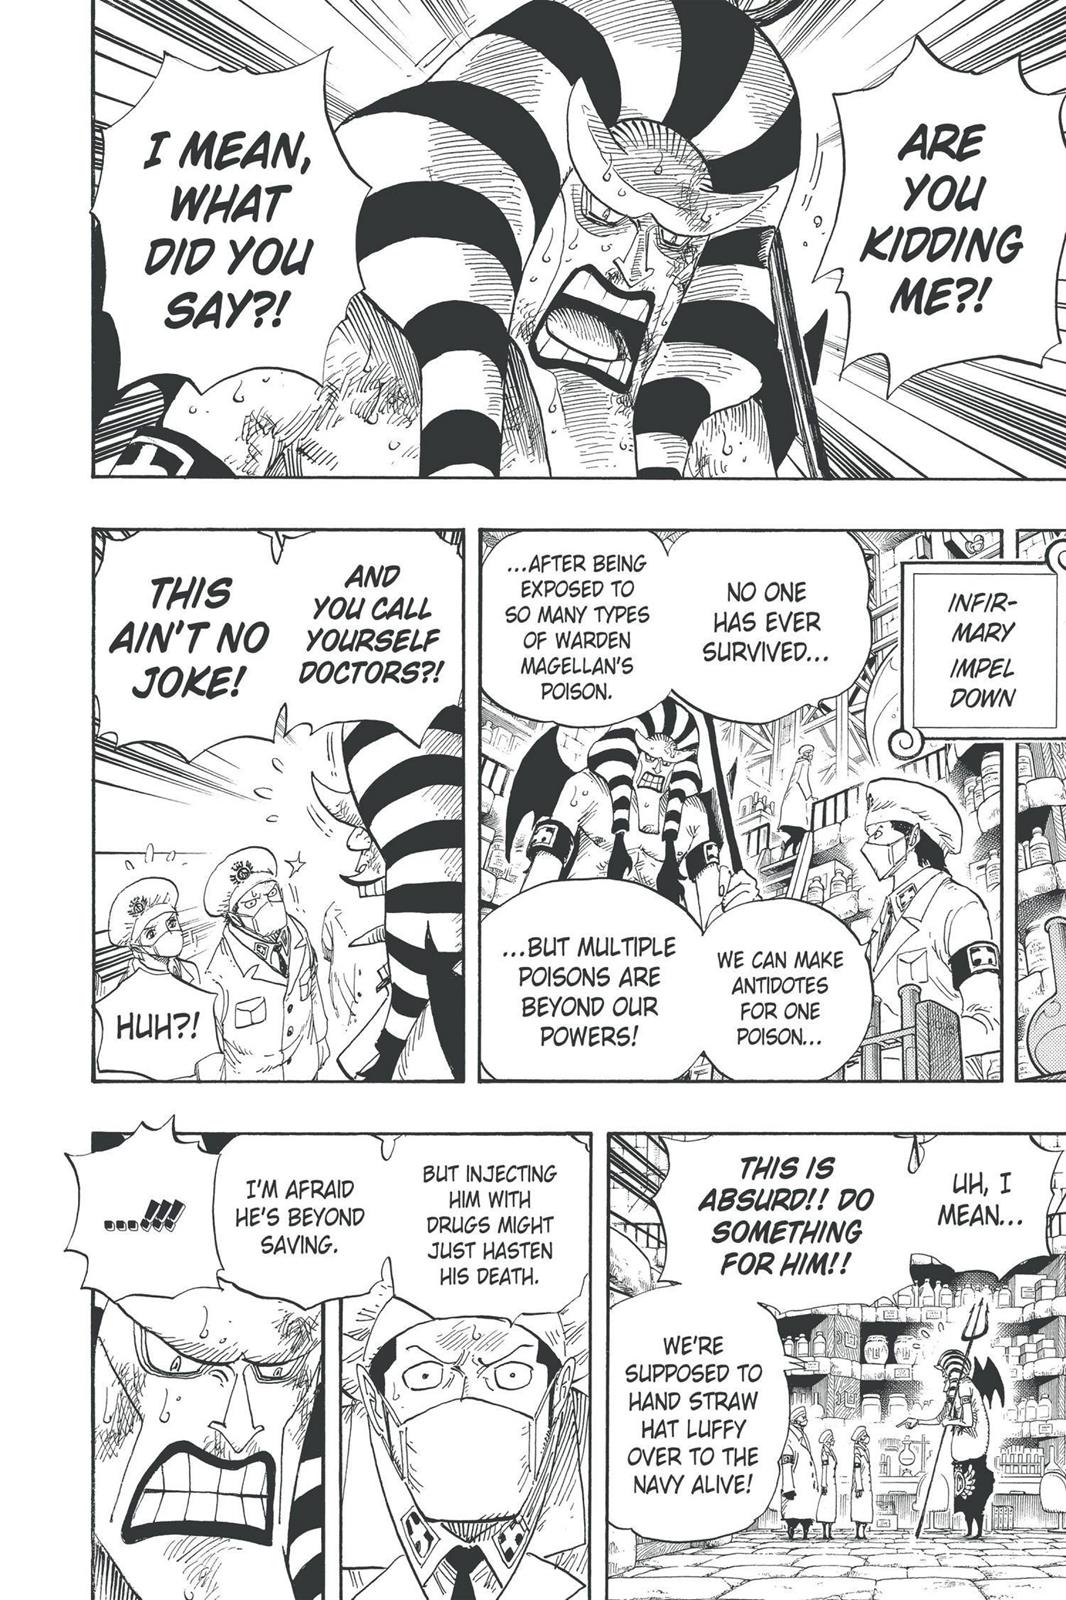 ARE
YOU
KIDDING
ME?!
I MEAN,
WHAT
DID YOU
SAY?!
INFIR-
MARY
IMPEL
DOWN
NO ONE
HAS EVER
SURVIVED...
...AFTER BEING
EXPOSED TO
SO MANY TYPES
OF WARDEN
MAGELLAN'S
POISON.
WE CAN MAKE
ANTIDOTES
FOR ONE
POISON...
...BUT MULTIPLE
POISONS ARE
BEYOND OUR
POWERS!
AND
YOU CALL
YOURSELF
DOCTORS?!
THIS
AIN'T NO
JOKE!
HUH?!
UH, I
MEAN...
THIS IS
ABSURD!! DO
SOMETHING
FOR HIM!!
WE'RE
SUPPOSED TO
HAND STRAW
HAT LUFFY
OVER TO THE
NAVY ALIVE!
BUT INJECTING
HIM WITH
DRUGS MIGHT
JUST HASTEN
HIS DEATH.
I'M AFRAID
HE'S BEYOND
SAVING.
...!!!